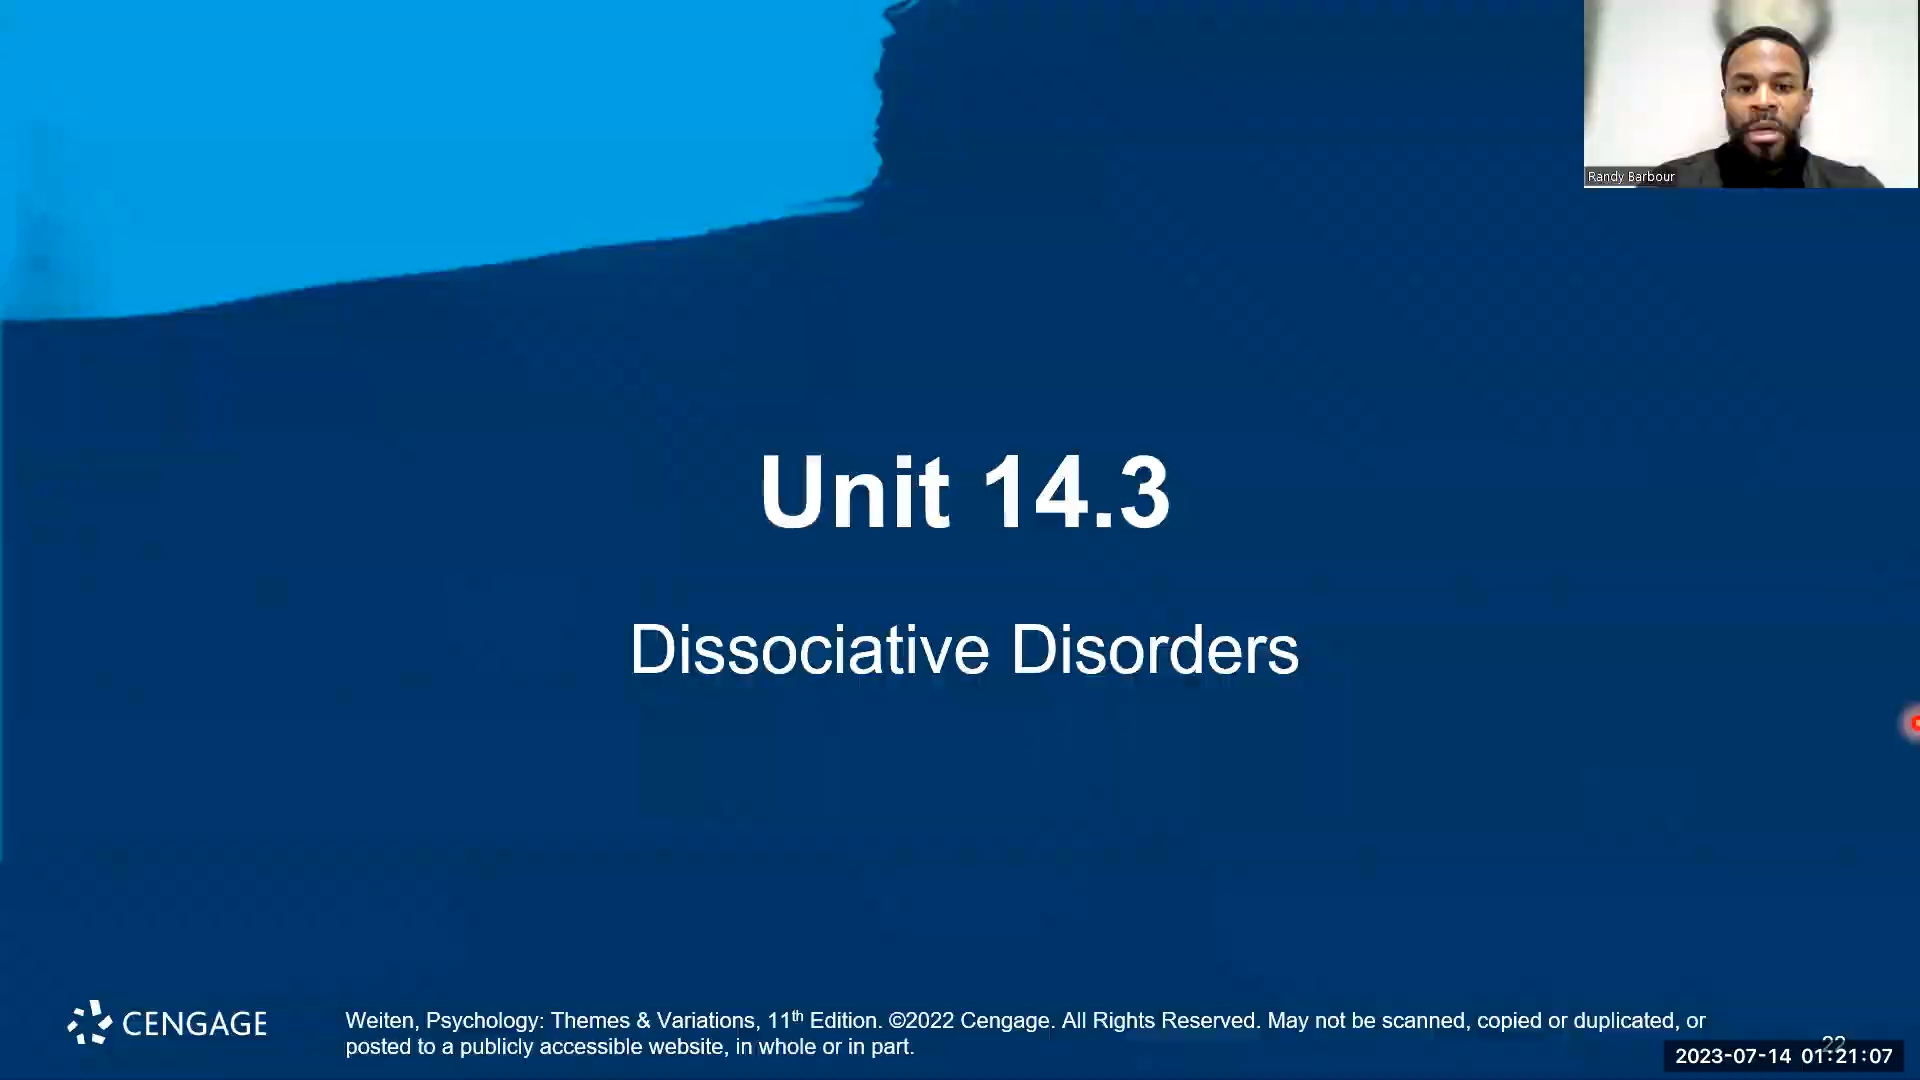 Randy Barbour
Unit 14.3
Dissociative Disorders
CENGAGE
Weiten, Psychology: Themes & Variations, 11th Edition. ©2022 Cengage. All Rights Reserved. May not be scanned, copied or duplicated, or
posted to a publicly accessible website, in whole or in part.
22
2023-07-14 01:21:07